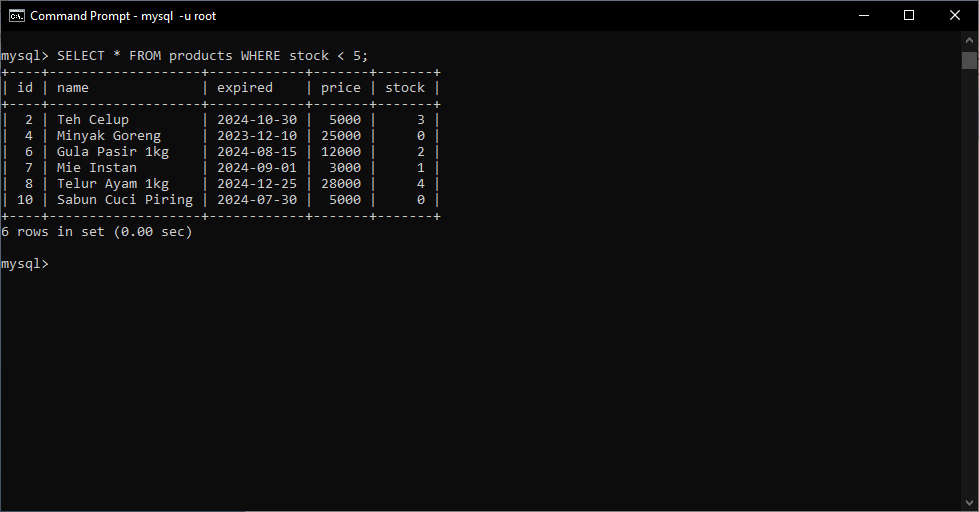 Command Prompt - mysql -u root
mysql> SELECT * FROM products WHERE stock < 5;
+----+-------------------+------------+-------+-------+
| id | name              | expired    | price | stock |
+----+-------------------+------------+-------+-------+
|  2 | Teh Celup         | 2024-10-30 |  5000 |     3 |
|  4 | Minyak Goreng     | 2023-12-10 | 25000 |     0 |
|  6 | Gula Pasir 1kg    | 2024-08-15 | 12000 |     2 |
|  7 | Mie Instan        | 2024-09-01 |  3000 |     1 |
|  8 | Telur Ayam 1kg    | 2024-12-25 | 28000 |     4 |
| 10 | Sabun Cuci Piring | 2024-07-30 |  5000 |     0 |
+----+-------------------+------------+-------+-------+
6 rows in set (0.00 sec)
mysql>